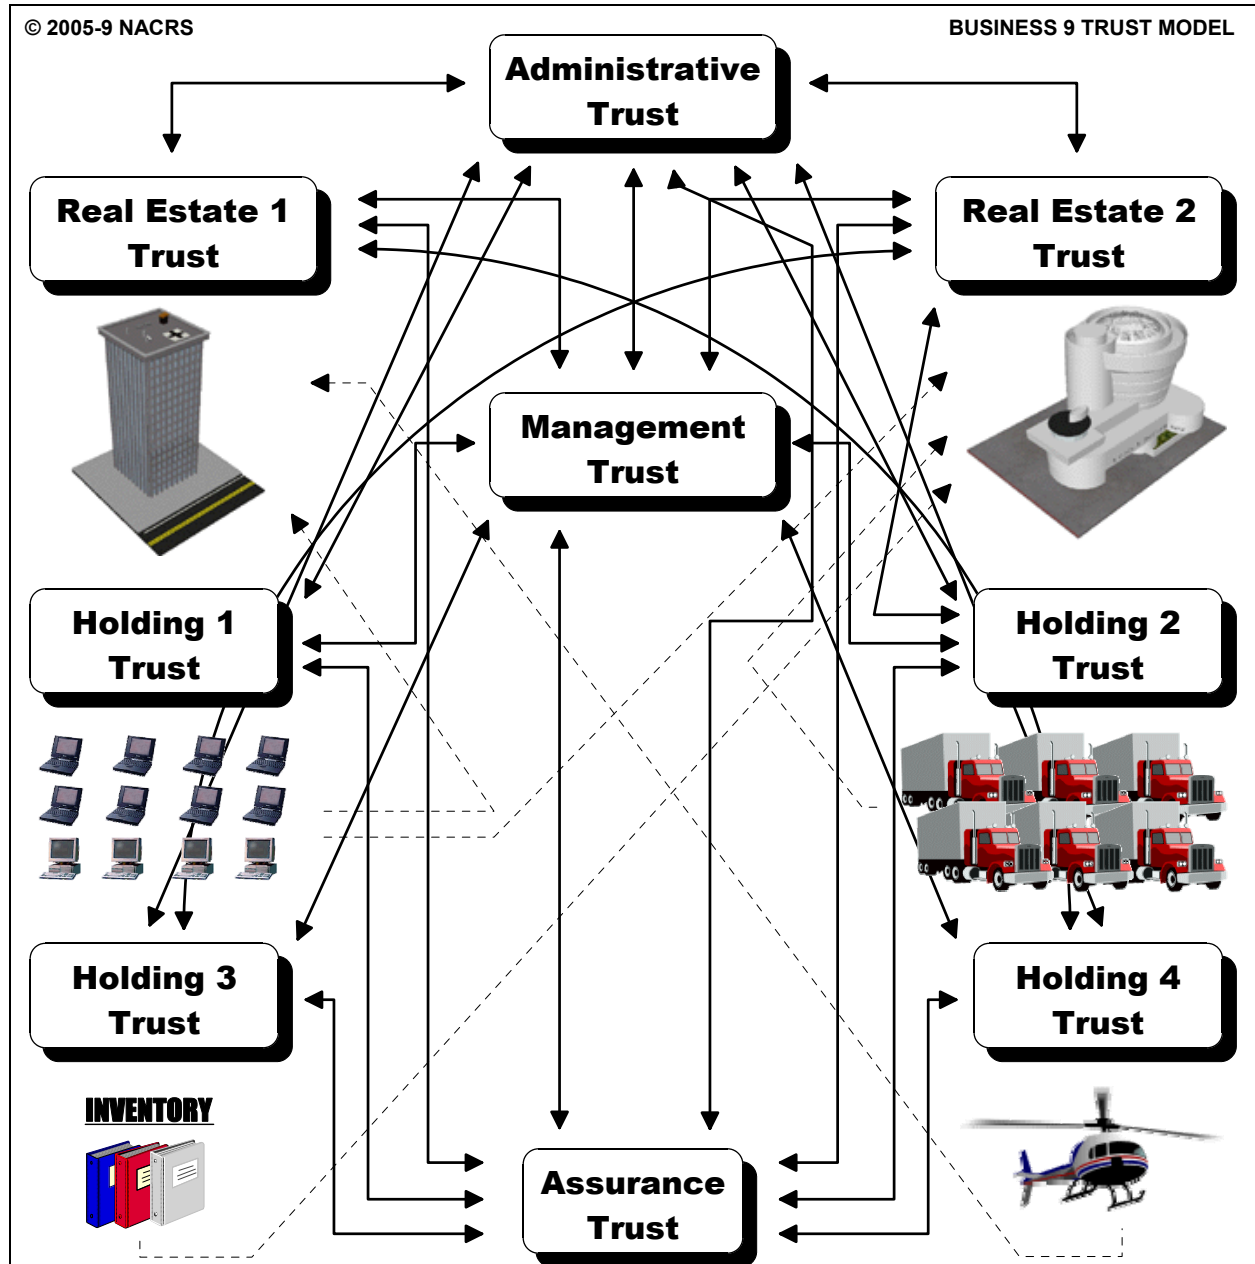 © 2005-9 NACRS
BUSINESS 9 TRUST MODEL
Administrative
Trust
Real Estate 1
Trust
Real Estate 2
Trust
Management
Trust
Holding 1
Trust
Holding 2
Trust
Holding 3
Trust
Holding 4
Trust
INVENTORY
Assurance
Trust